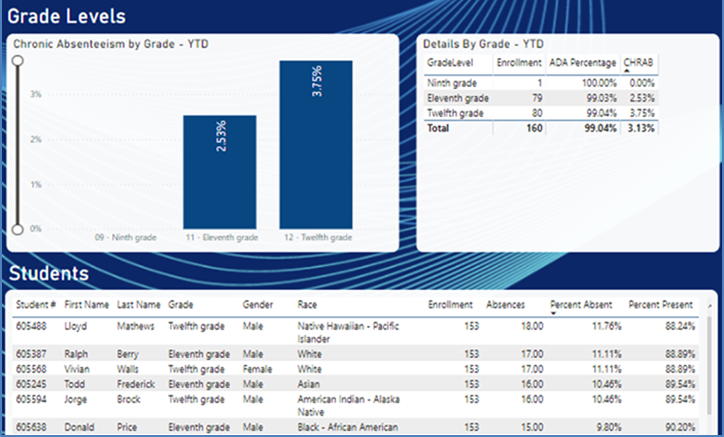 Grade Levels
Chronic Absenteeism by Grade - YTD
3%
2%
1%
0%
2.53%
3.75%
09 - Ninth grade 11 - Eleventh grade 12 - Twelfth grade
Details By Grade - YTD
GradeLevel Enrollment ADA Percentage CHRAB
Ninth grade 1 100.00% 0.00%
Eleventh grade 79 99.03% 2.53%
Twelfth grade 80 99.04% 3.75%
Total 160 99.04% 3.13%
Students
Student # First Name Last Name Grade Gender Race Enrollment Absences Percent Absent Percent Present
605488 Lloyd Mathews Twelfth grade Male Native Hawaiian - Pacific 153 18.00 11.76% 88.24%
Islander
605387 Ralph Berry Eleventh grade Male White 153 17.00 11.11% 88.89%
605568 Vivian Walls Twelfth grade Female White 153 17.00 11.11% 88.89%
605245 Todd Frederick Eleventh grade Male Asian 153 16.00 10.46% 89.54%
605594 Jorge Brock Twelfth grade Male American Indian - Alaska 153 16.00 10.46% 89.54%
Native
605638 Donald Price Eleventh grade Male Black - African American 153 15.00 9.80% 90.20%